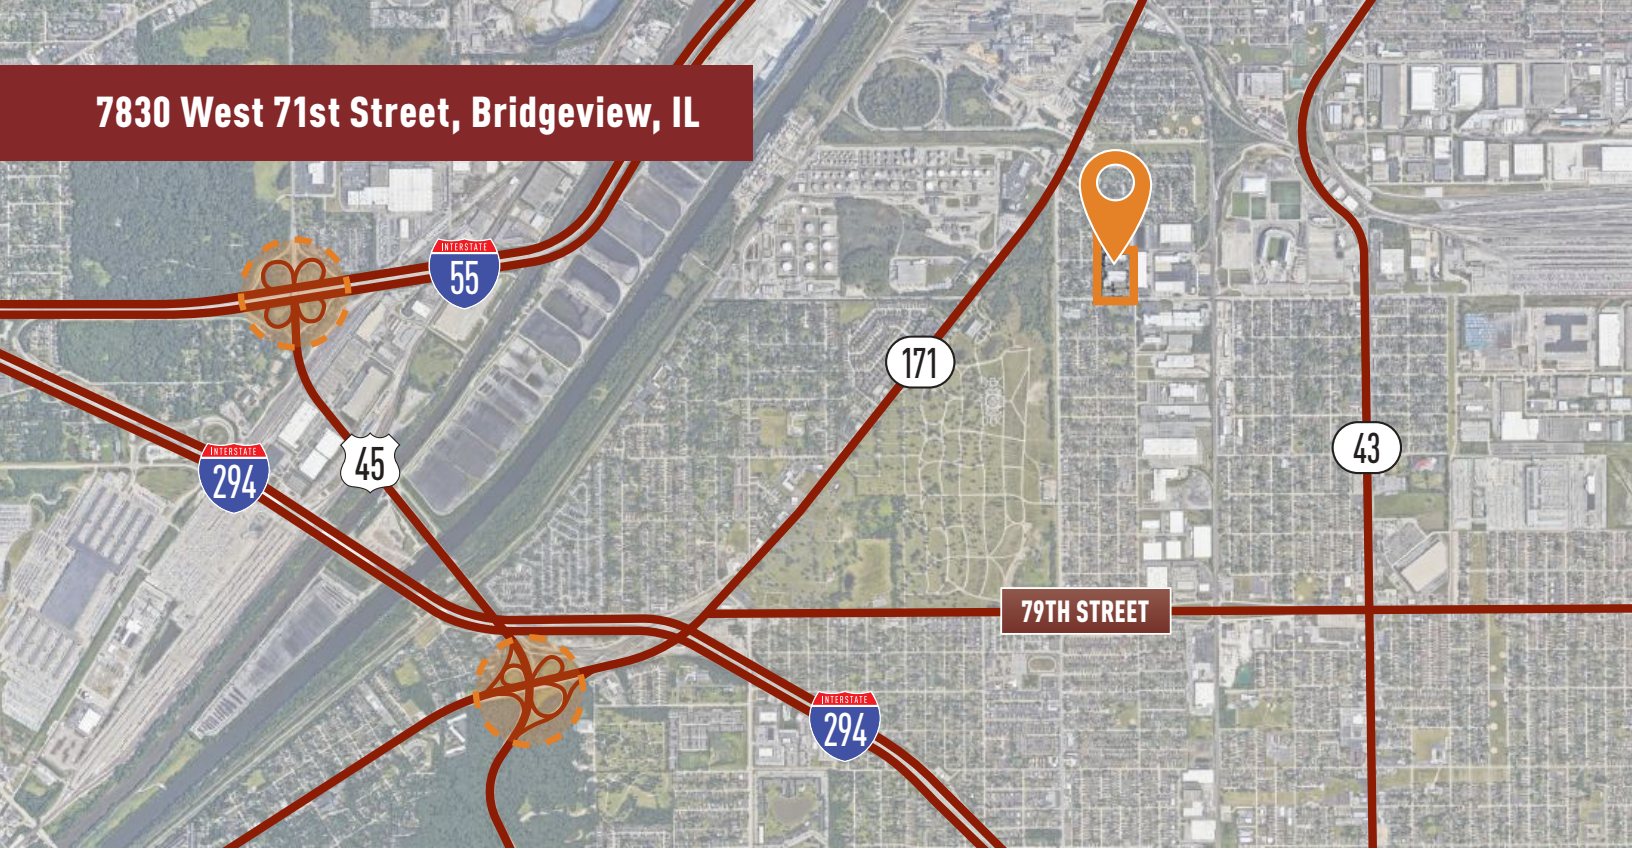 7830 West 71st Street, Bridgeview, IL
INTERSTATE
55
171
45
INTERSTATE
294
43
79TH STREET
INTERSTATE
294